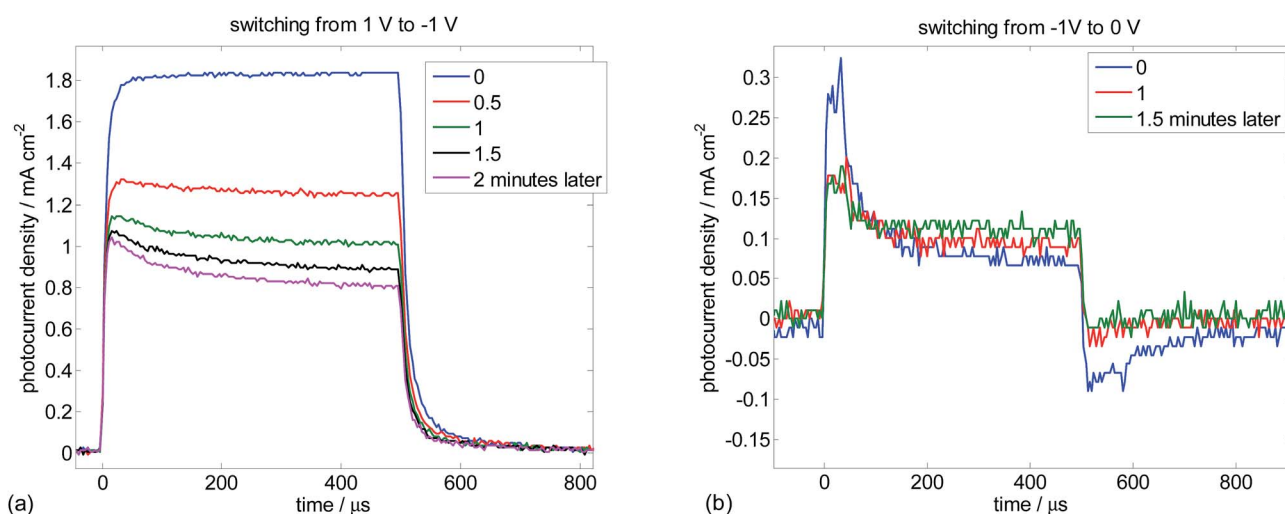 switching from 1 V to -1 V
photocurrent density / mA cm-2
1.8
1.6
1.4
1.2
1
0.8
0.6
0.4
0.2
0
0
0.5
1
1.5
2 minutes later
0 200 400 600 800
time / μs
(a)
switching from -1V to 0 V
photocurrent density / mA cm-2
0.3
0.25
0.2
0.15
0.1
0.05
0
-0.05
-0.1
-0.15
0
1
1.5 minutes later
0 200 400 600 800
time / μs
(b)